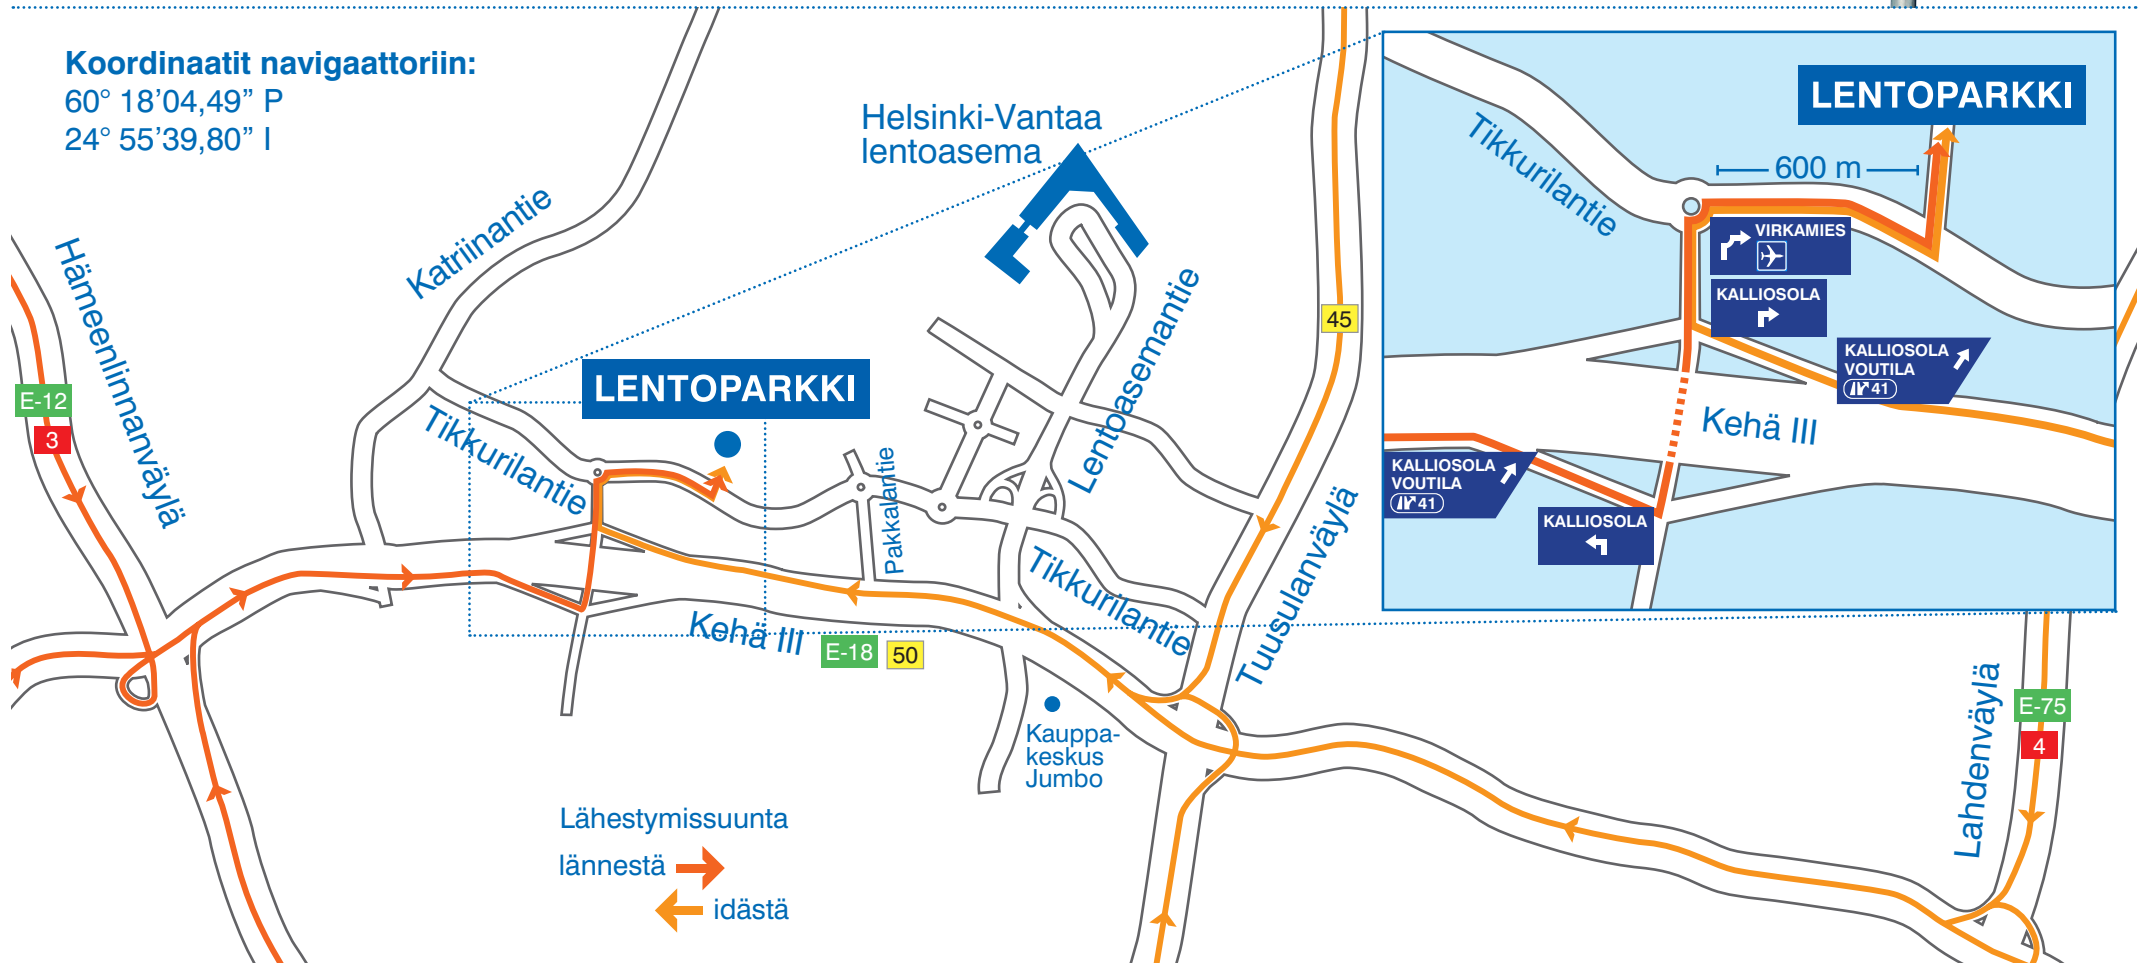 Koordinaatit navigaattoriin:
60° 18’04,49” P
24° 55’39,80” I
Helsinki-Vantaa
lentoasema
Katriinantie
Hämeenlinnanväylä
E-12
3
LENTOPARKKI
Tikkurilantie
Pakkalantie
Lentoasemantie
45
Tuusulanväylä
Tikkurilantie
Kehä III
E-18
50
Kauppa-
keskus
Jumbo
Lähestymissuunta
lännestä
idästä
Lahdenväylä
E-75
4
LENTOPARKKI
600 m
Tikkurilantie
VIRKAMIES
KALLIOSOLA
KALLIOSOLA
VOUTILA
41
Kehä III
KALLIOSOLA
VOUTILA
41
KALLIOSOLA